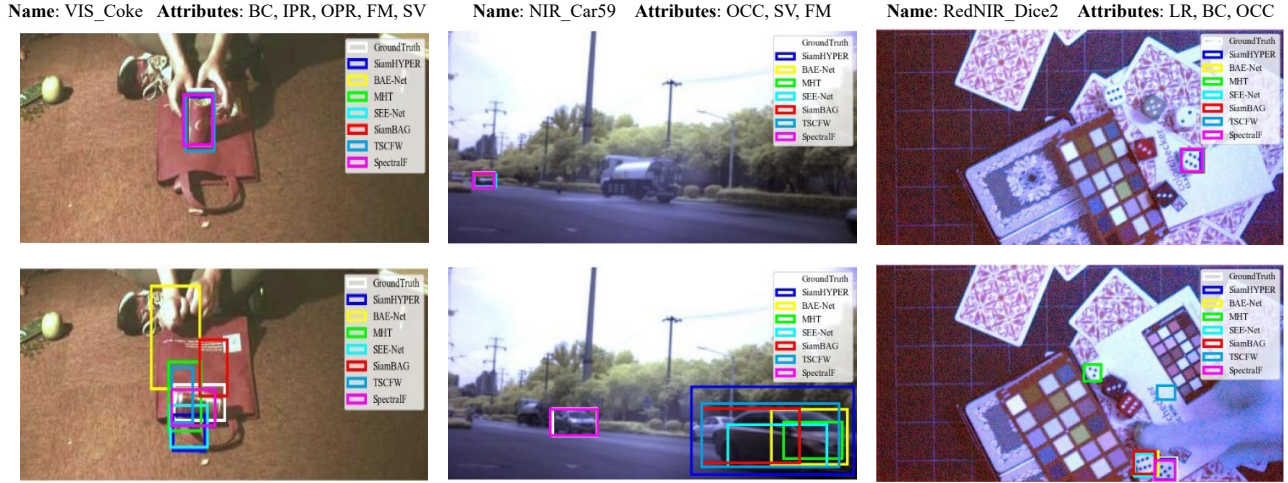 Name: VIS_Coke Attributes: BC, IPR, OPR, FM, SV
Name: NIR_Car59 Attributes: OCC, SV, FM
Name: RedNIR_Dice2 Attributes: LR, BC, OCC
GroundTruth
SiamHYPER
BAE-Net
MHT
SEE-Net
SiamBAG
TSCFW
SpectralF
GroundTruth
SiamHYPER
BAE-Net
MHT
SEE-Net
SiamBAG
TSCFW
SpectralF
GroundTruth
SiamHYPER
BAE-Net
MHT
SEE-Net
SiamBAG
TSCFW
SpectralF
GroundTruth
SiamHYPER
BAE-Net
MHT
SEE-Net
SiamBAG
TSCFW
SpectralF
GroundTruth
SiamHYPER
BAE-Net
MHT
SEE-Net
SiamBAG
TSCFW
SpectralF
GroundTruth
SiamHYPER
BAE-Net
MHT
SEE-Net
SiamBAG
TSCFW
SpectralF